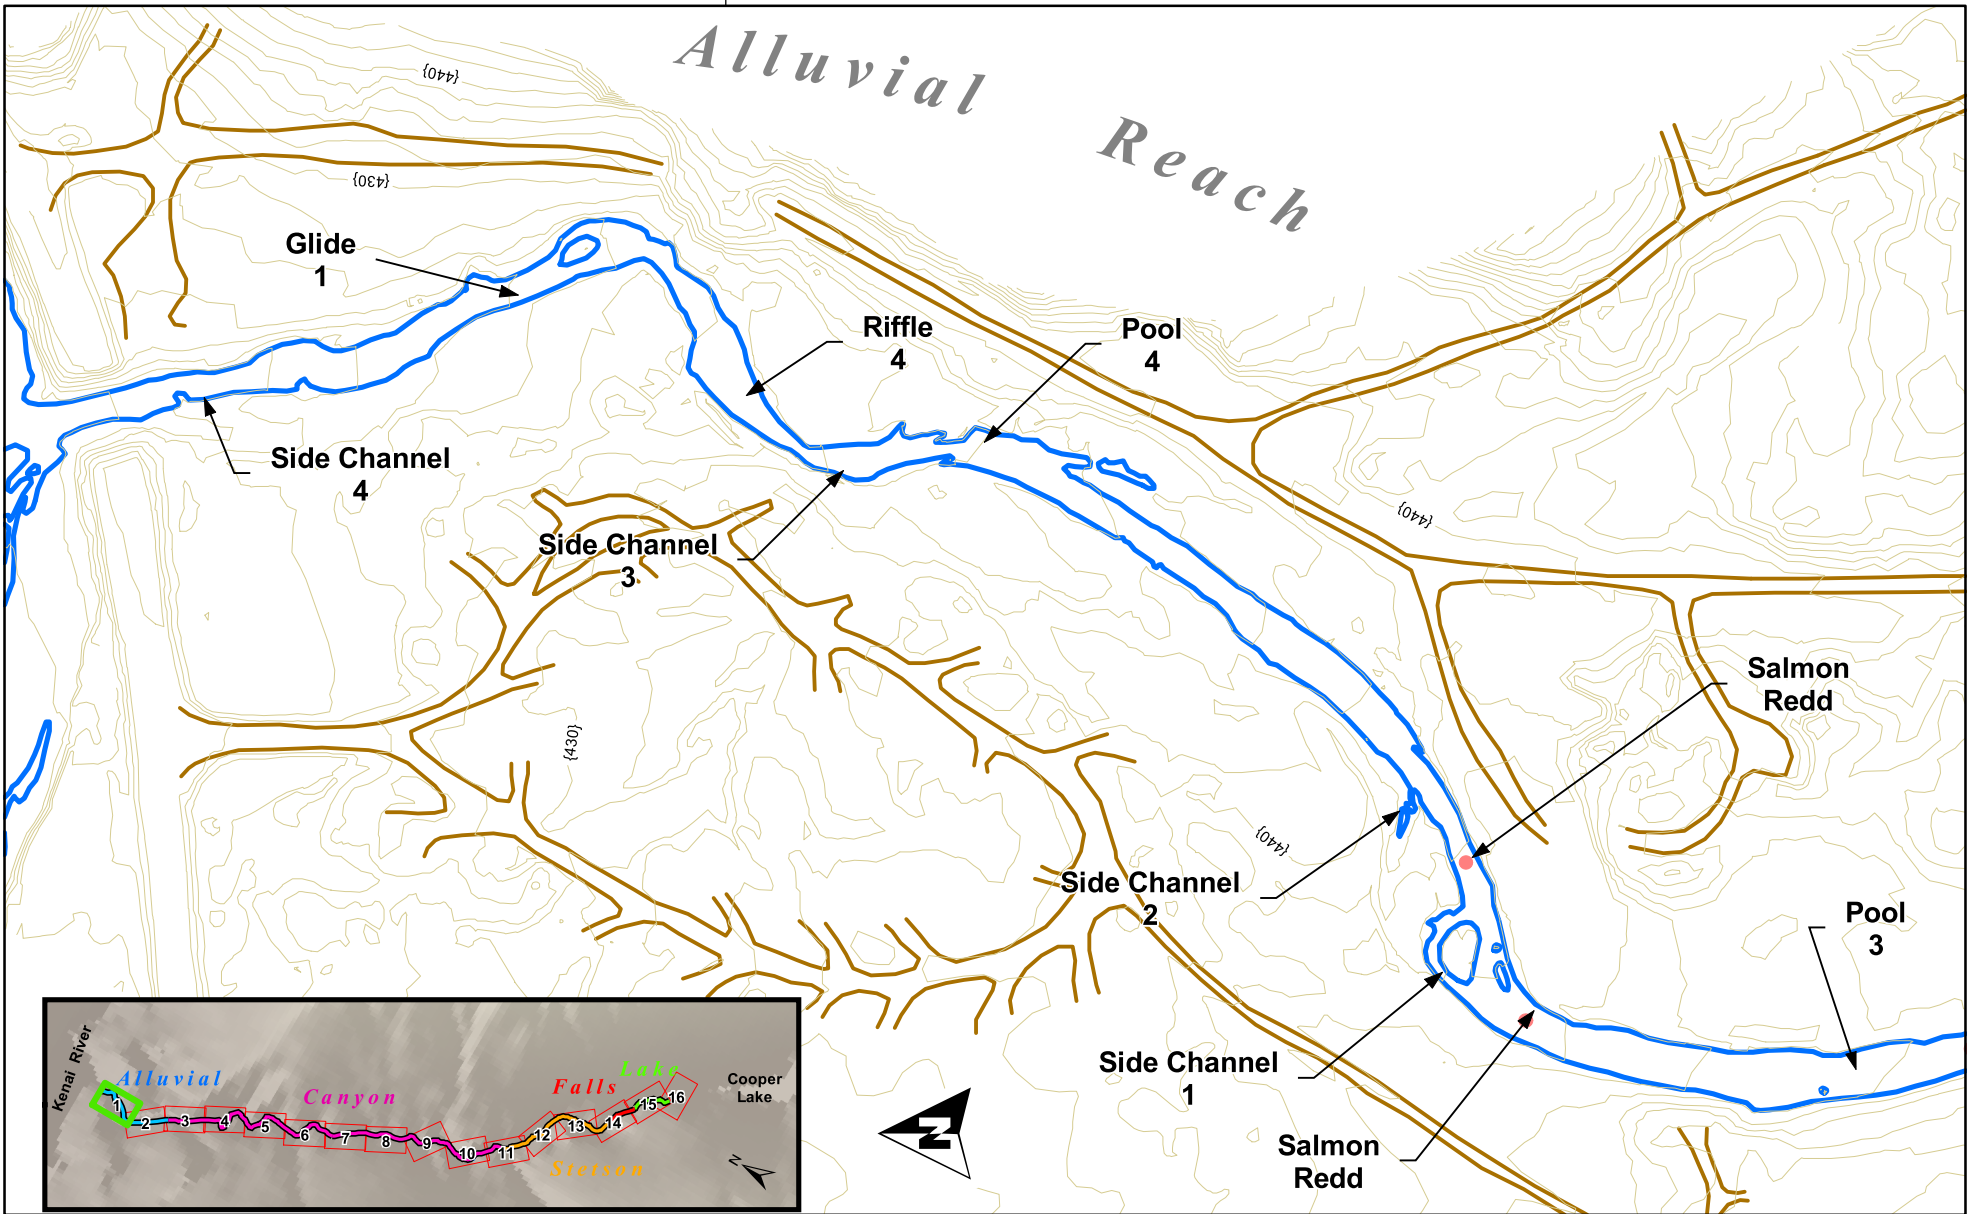 Alluvial Reach
{440}
{430}
Glide
1
Riffle
4
Pool
4
Side Channel
4
{440}
Side Channel
3
Salmon
Redd
{430}
{440}
Side Channel
2
Pool
3
Side Channel
1
Salmon
Redd
N
Kenai River
Alluvial
Canyon
Falls
Lake
Stetson
Cooper
Lake
1
2
3
4
5
6
7
8
9
10
11
12
13
14
15
16
N